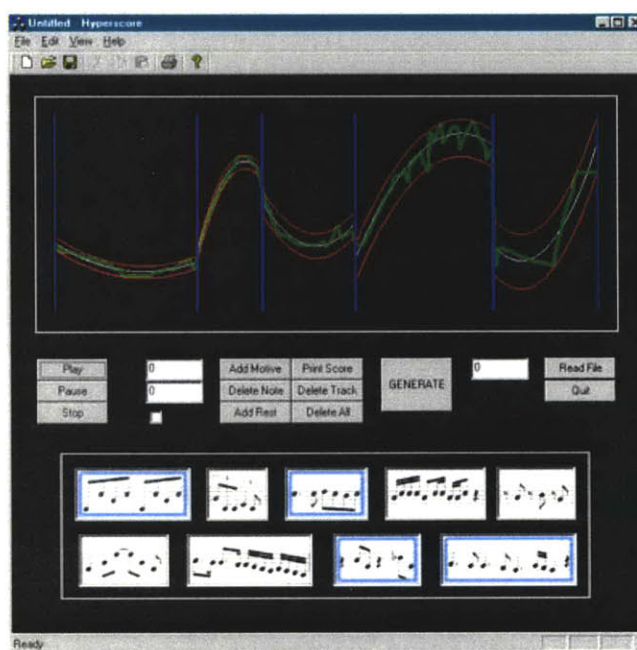 Untitled Hyperscore
File Edit View Help
Play 0 Add Motive Print Score GENERATE 0 Read File
Pause 0 Delete Note Delete Track Quit
Stop Add Rest Delete All
Ready